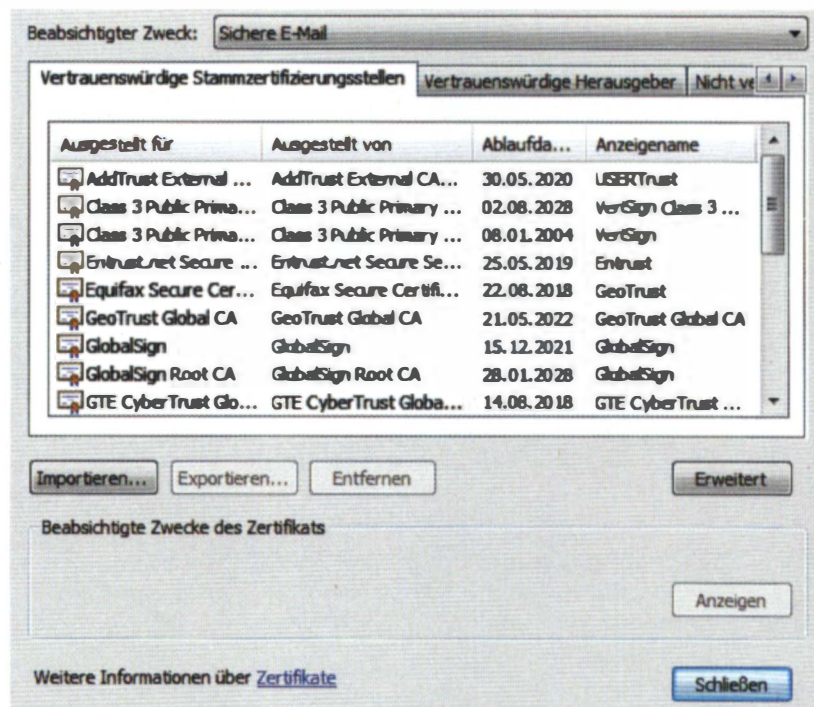 Beabsichtigter Zweck: Sichere E-Mail
Vertrauenswürdige Stammzertifizierungsstellen Vertrauenswürdige Herausgeber Nicht ve
Ausgestellt für Ausgestellt von Ablaufda... Anzeigename
AddTrust External ... AddTrust External CA... 30.05.2020 USERTrust
Class 3 Public Prima... Class 3 Public Primary ... 02.08.2028 VeriSign Class 3 ...
Class 3 Public Prima... Class 3 Public Primary ... 08.01.2004 VeriSign
Entrust.net Secure ... Entrust.net Secure Se... 25.05.2019 Entrust
Equifax Secure Cer... Equifax Secure Certifi... 22.08.2018 GeoTrust
GeoTrust Global CA GeoTrust Global CA 21.05.2022 GeoTrust Global CA
GlobalSign GlobalSign 15.12.2021 GlobalSign
GlobalSign Root CA GlobalSign Root CA 28.01.2028 GlobalSign
GTE CyberTrust Glo... GTE CyberTrust Globa... 14.08.2018 GTE CyberTrust ...
Importieren... Exportieren... Entfernen Erweitert
Beabsichtigte Zwecke des Zertifikats
Anzeigen
Weitere Informationen über Zertifikate
Schließen